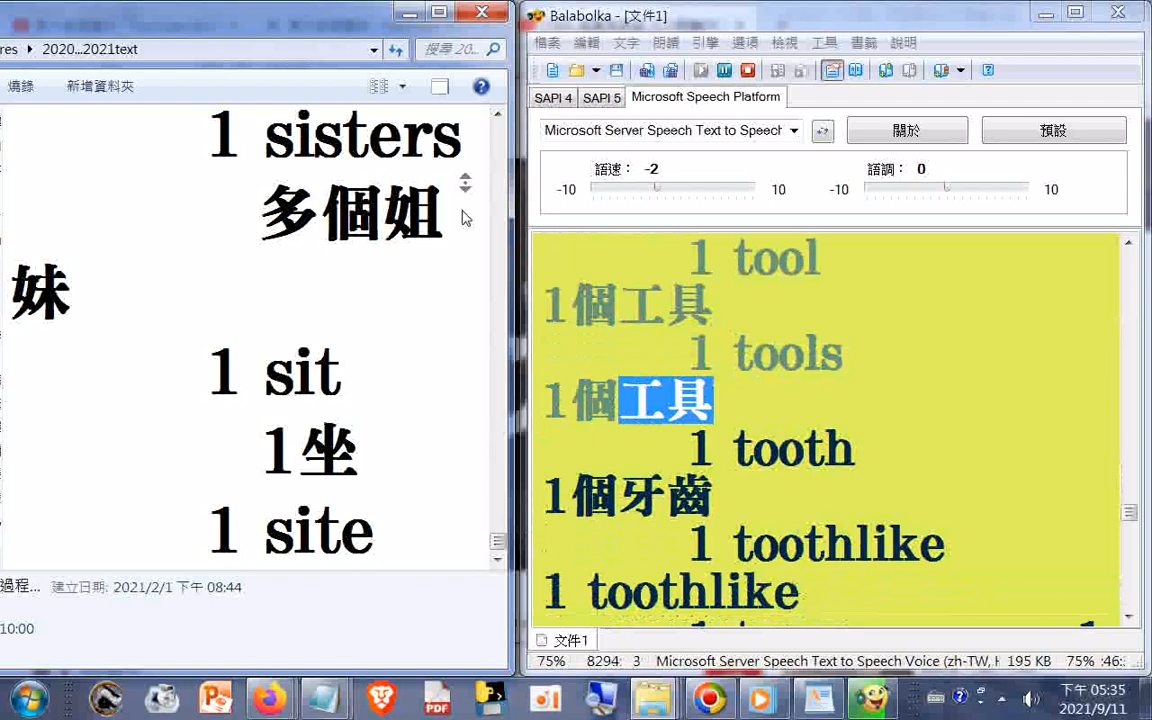 res ▸ 2020...2021text
搜尋 20...
燒錄 新增資料夾
1 sisters
多個姐
妹
1 sit
1坐
1 site
過程... 建立日期: 2021/2/1 下午 08:44
10:00
Balabolka - [文件1]
檔案 編輯 文字 朗讀 引擎 選項 檢視 工具 書籤 說明
SAPI 4 SAPI 5 Microsoft Speech Platform
Microsoft Server Speech Text to Speech
關於 預設
語速： -2 語調： 0
-10 10 -10 10
1 tool
1個工具
1 tools
1個工具
1 tooth
1個牙齒
1 toothlike
1 toothlike
文件1
75% 8294: 3 Microsoft Server Speech Text to Speech Voice (zh-TW, H 195 KB 75% :46:
下午 05:35
2021/9/11